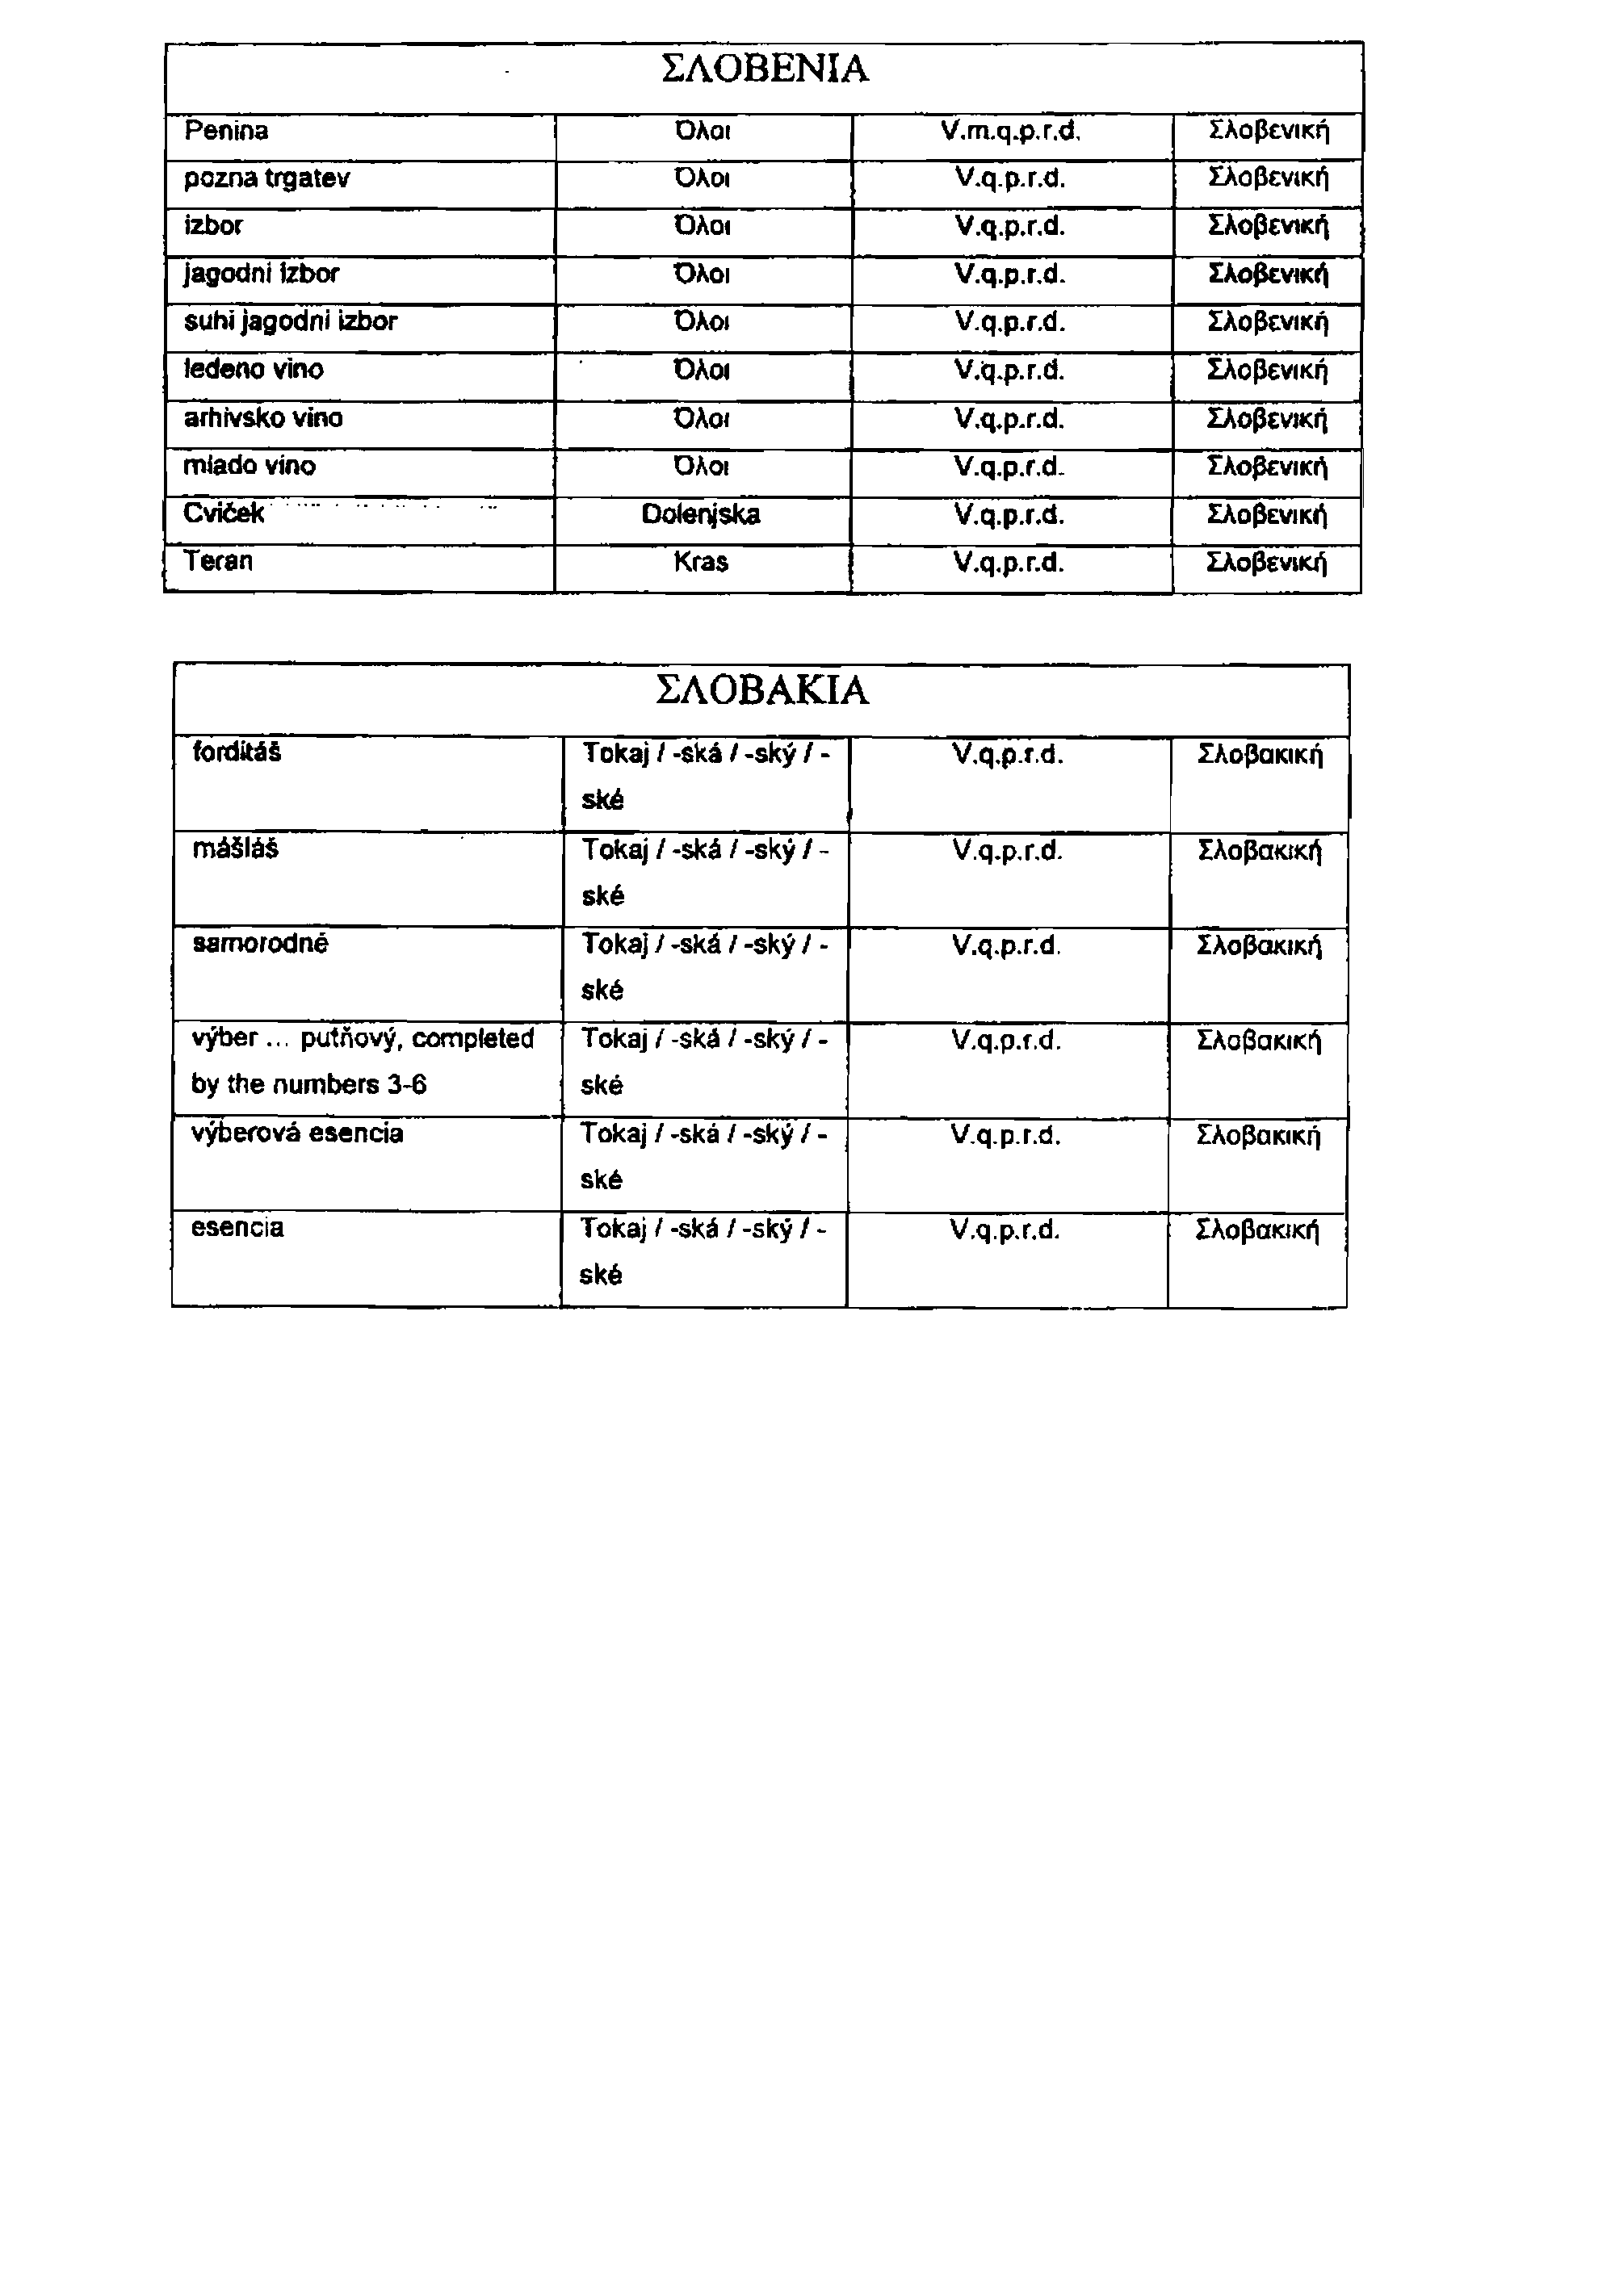 ΣΛΟΒΕΝΙΑ
Penina Όλοι V.m.q.p.r.d. Σλοβενική
pozna trgatev Όλοι V.q.p.r.d. Σλοβενική
izbor Όλοι V.q.p.r.d. Σλοβενική
jagodni izbor Όλοι V.q.p.r.d. Σλοβενική
suhi jagodni izbor Όλοι V.q.p.r.d. Σλοβενική
ledeno vino Όλοι V.q.p.r.d. Σλοβενική
arhivsko vino Όλοι V.q.p.r.d. Σλοβενική
mlado vino Όλοι V.q.p.r.d. Σλοβενική
Cviček Dolenjska V.q.p.r.d. Σλοβενική
Teran Kras V.q.p.r.d. Σλοβενική
ΣΛΟΒΑΚΙΑ
forditáš Tokaj / -ská / -ský / - V.q.p.r.d. Σλοβακική
ské
mášláš Tokaj / -ská / -ský / - V.q.p.r.d. Σλοβακική
ské
samorodné Tokaj / -ská / -ský / - V.q.p.r.d. Σλοβακική
ské
výber ... putňový, completed Tokaj / -ská / -ský / - V.q.p.r.d. Σλοβακική
by the numbers 3-6 ské
výberová esencia Tokaj / -ská / -ský / - V.q.p.r.d. Σλοβακική
ské
esencia Tokaj / -ská / -ský / - V.q.p.r.d. Σλοβακική
ské